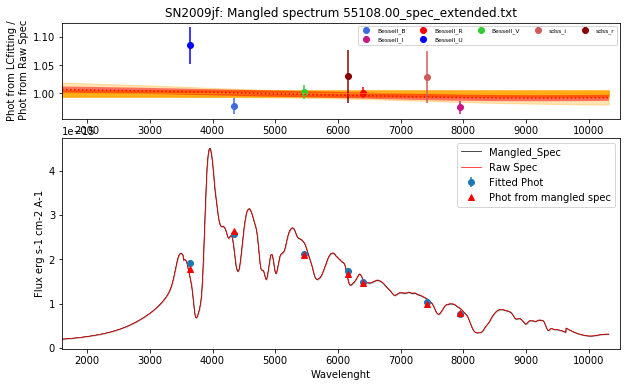 SN2009jf: Mangled spectrum 55108.00_spec_extended.txt
Phot from LCfitting /
Phot from Raw Spec
1.10
1.05
1.00
Bessell_B
Bessell_I
Bessell_R
Bessell_U
Bessell_V
sdss_i
sdss_r
2000 3000 4000 5000 6000 7000 8000 9000 10000
1e−15
Flux erg s-1 cm-2 A-1
4
3
2
1
0
Mangled_Spec
Raw Spec
Fitted Phot
Phot from mangled spec
2000 3000 4000 5000 6000 7000 8000 9000 10000
Wavelenght